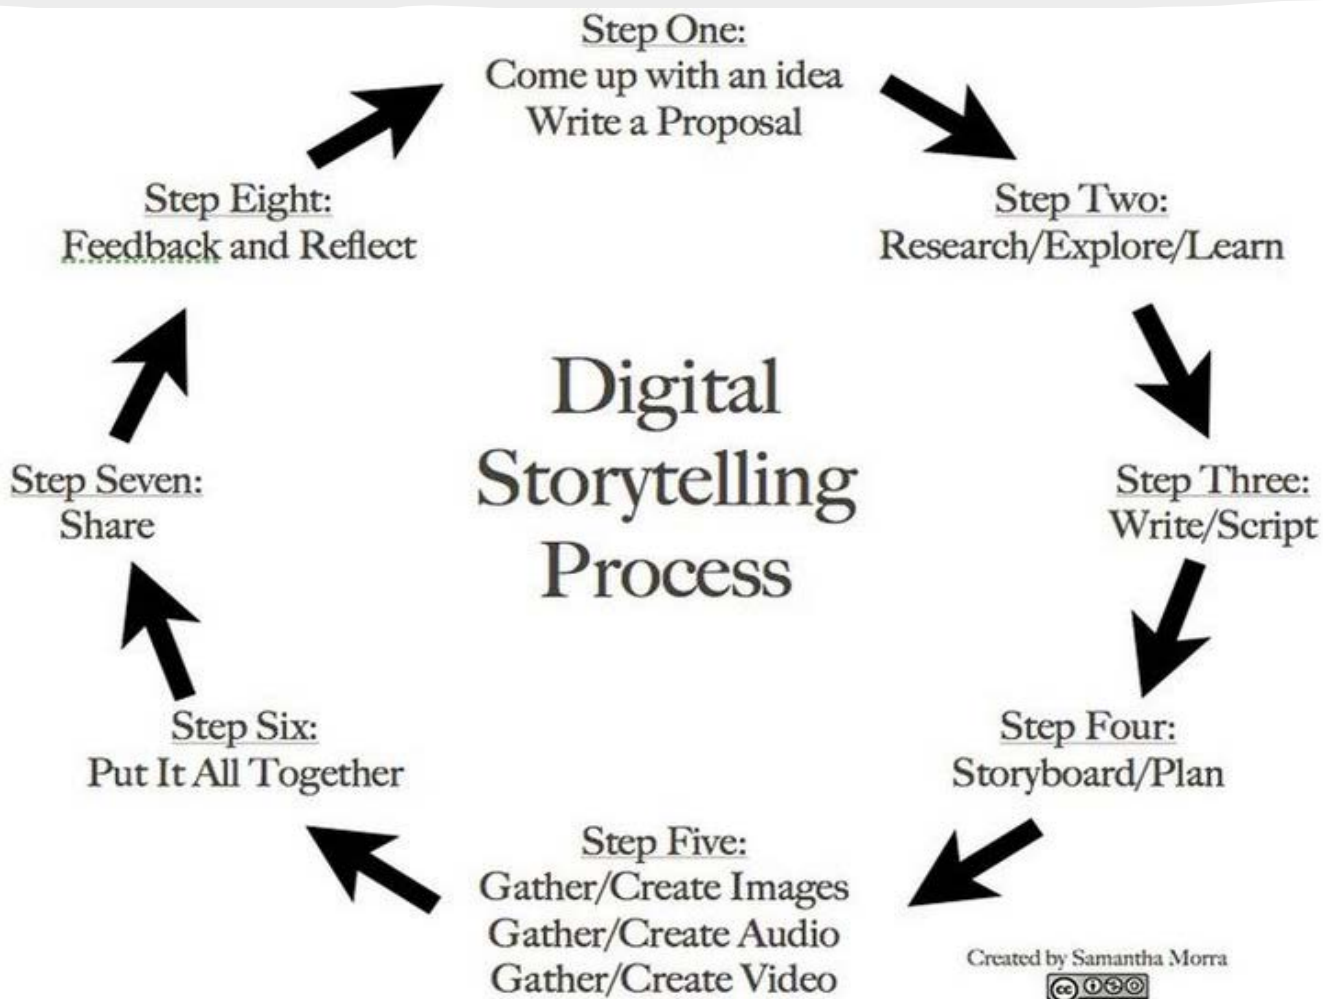 Step One:
Come up with an idea
Write a Proposal
Step Two:
Research/Explore/Learn
Step Three:
Write/Script
Step Four:
Storyboard/Plan
Step Five:
Gather/Create Images
Gather/Create Audio
Gather/Create Video
Step Six:
Put It All Together
Step Seven:
Share
Step Eight:
Feedback and Reflect
Digital
Storytelling
Process
Created by Samantha Morra
cc